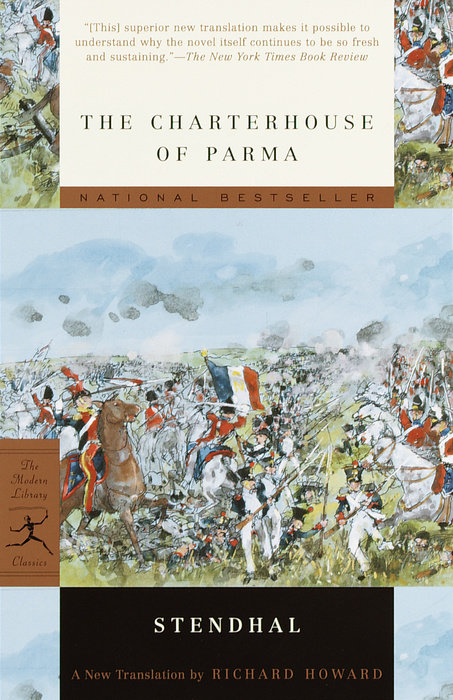 "[This] superior new translation makes it possible to
understand why the novel itself continues to be so fresh
and sustaining."—The New York Times Book Review
THE CHARTERHOUSE
OF PARMA
NATIONAL BESTSELLER
The
Modern
Library
Classics
STENDHAL
A New Translation by RICHARD HOWARD